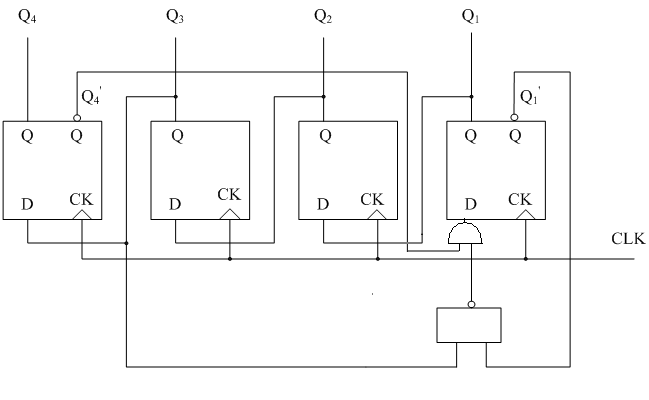 Q₄ Q₃ Q₂ Q₁
Q₄' Q₁'
Q Q Q Q Q Q
D CK D CK D CK D CK
CLK